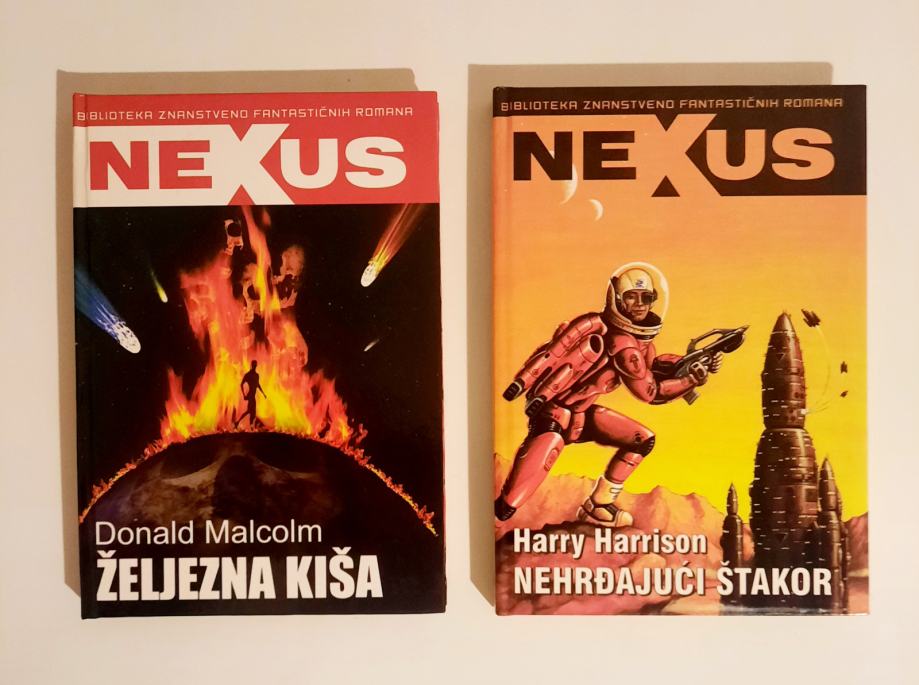 BIBLIOTEKA ZNANSTVENO FANTASTIČNIH ROMANA
NEXUS
Donald Malcolm
ŽELJEZNA KIŠA
BIBLIOTEKA ZNANSTVENO FANTASTIČNIH ROMANA
NEXUS
Harry Harrison
NEHRĐAJUĆI ŠTAKOR